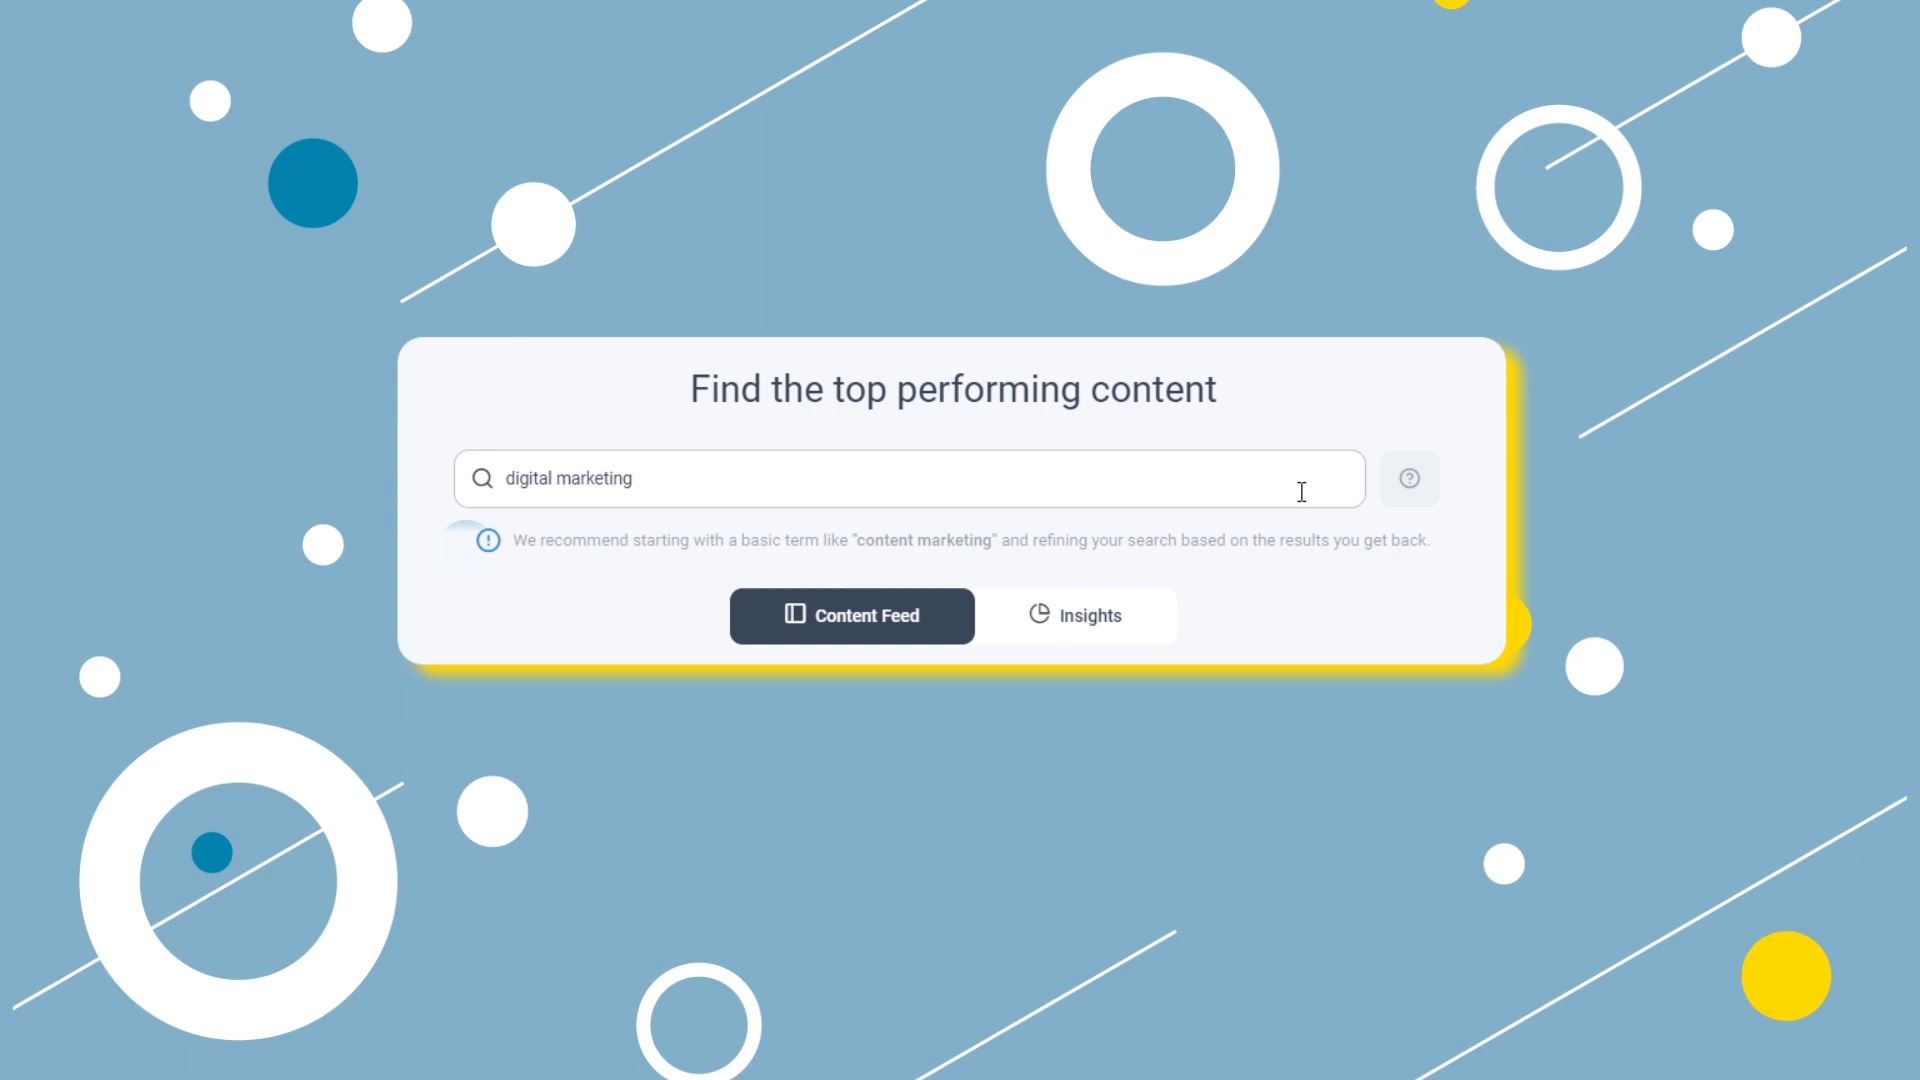 Find the top performing content
digital marketing
We recommend starting with a basic term like "content marketing" and refining your search based on the results you get back.
Content Feed
Insights